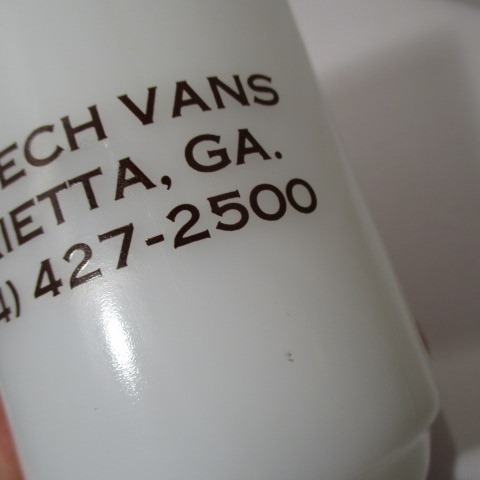 ECH VANS
IETTA, GA.
4) 427-2500